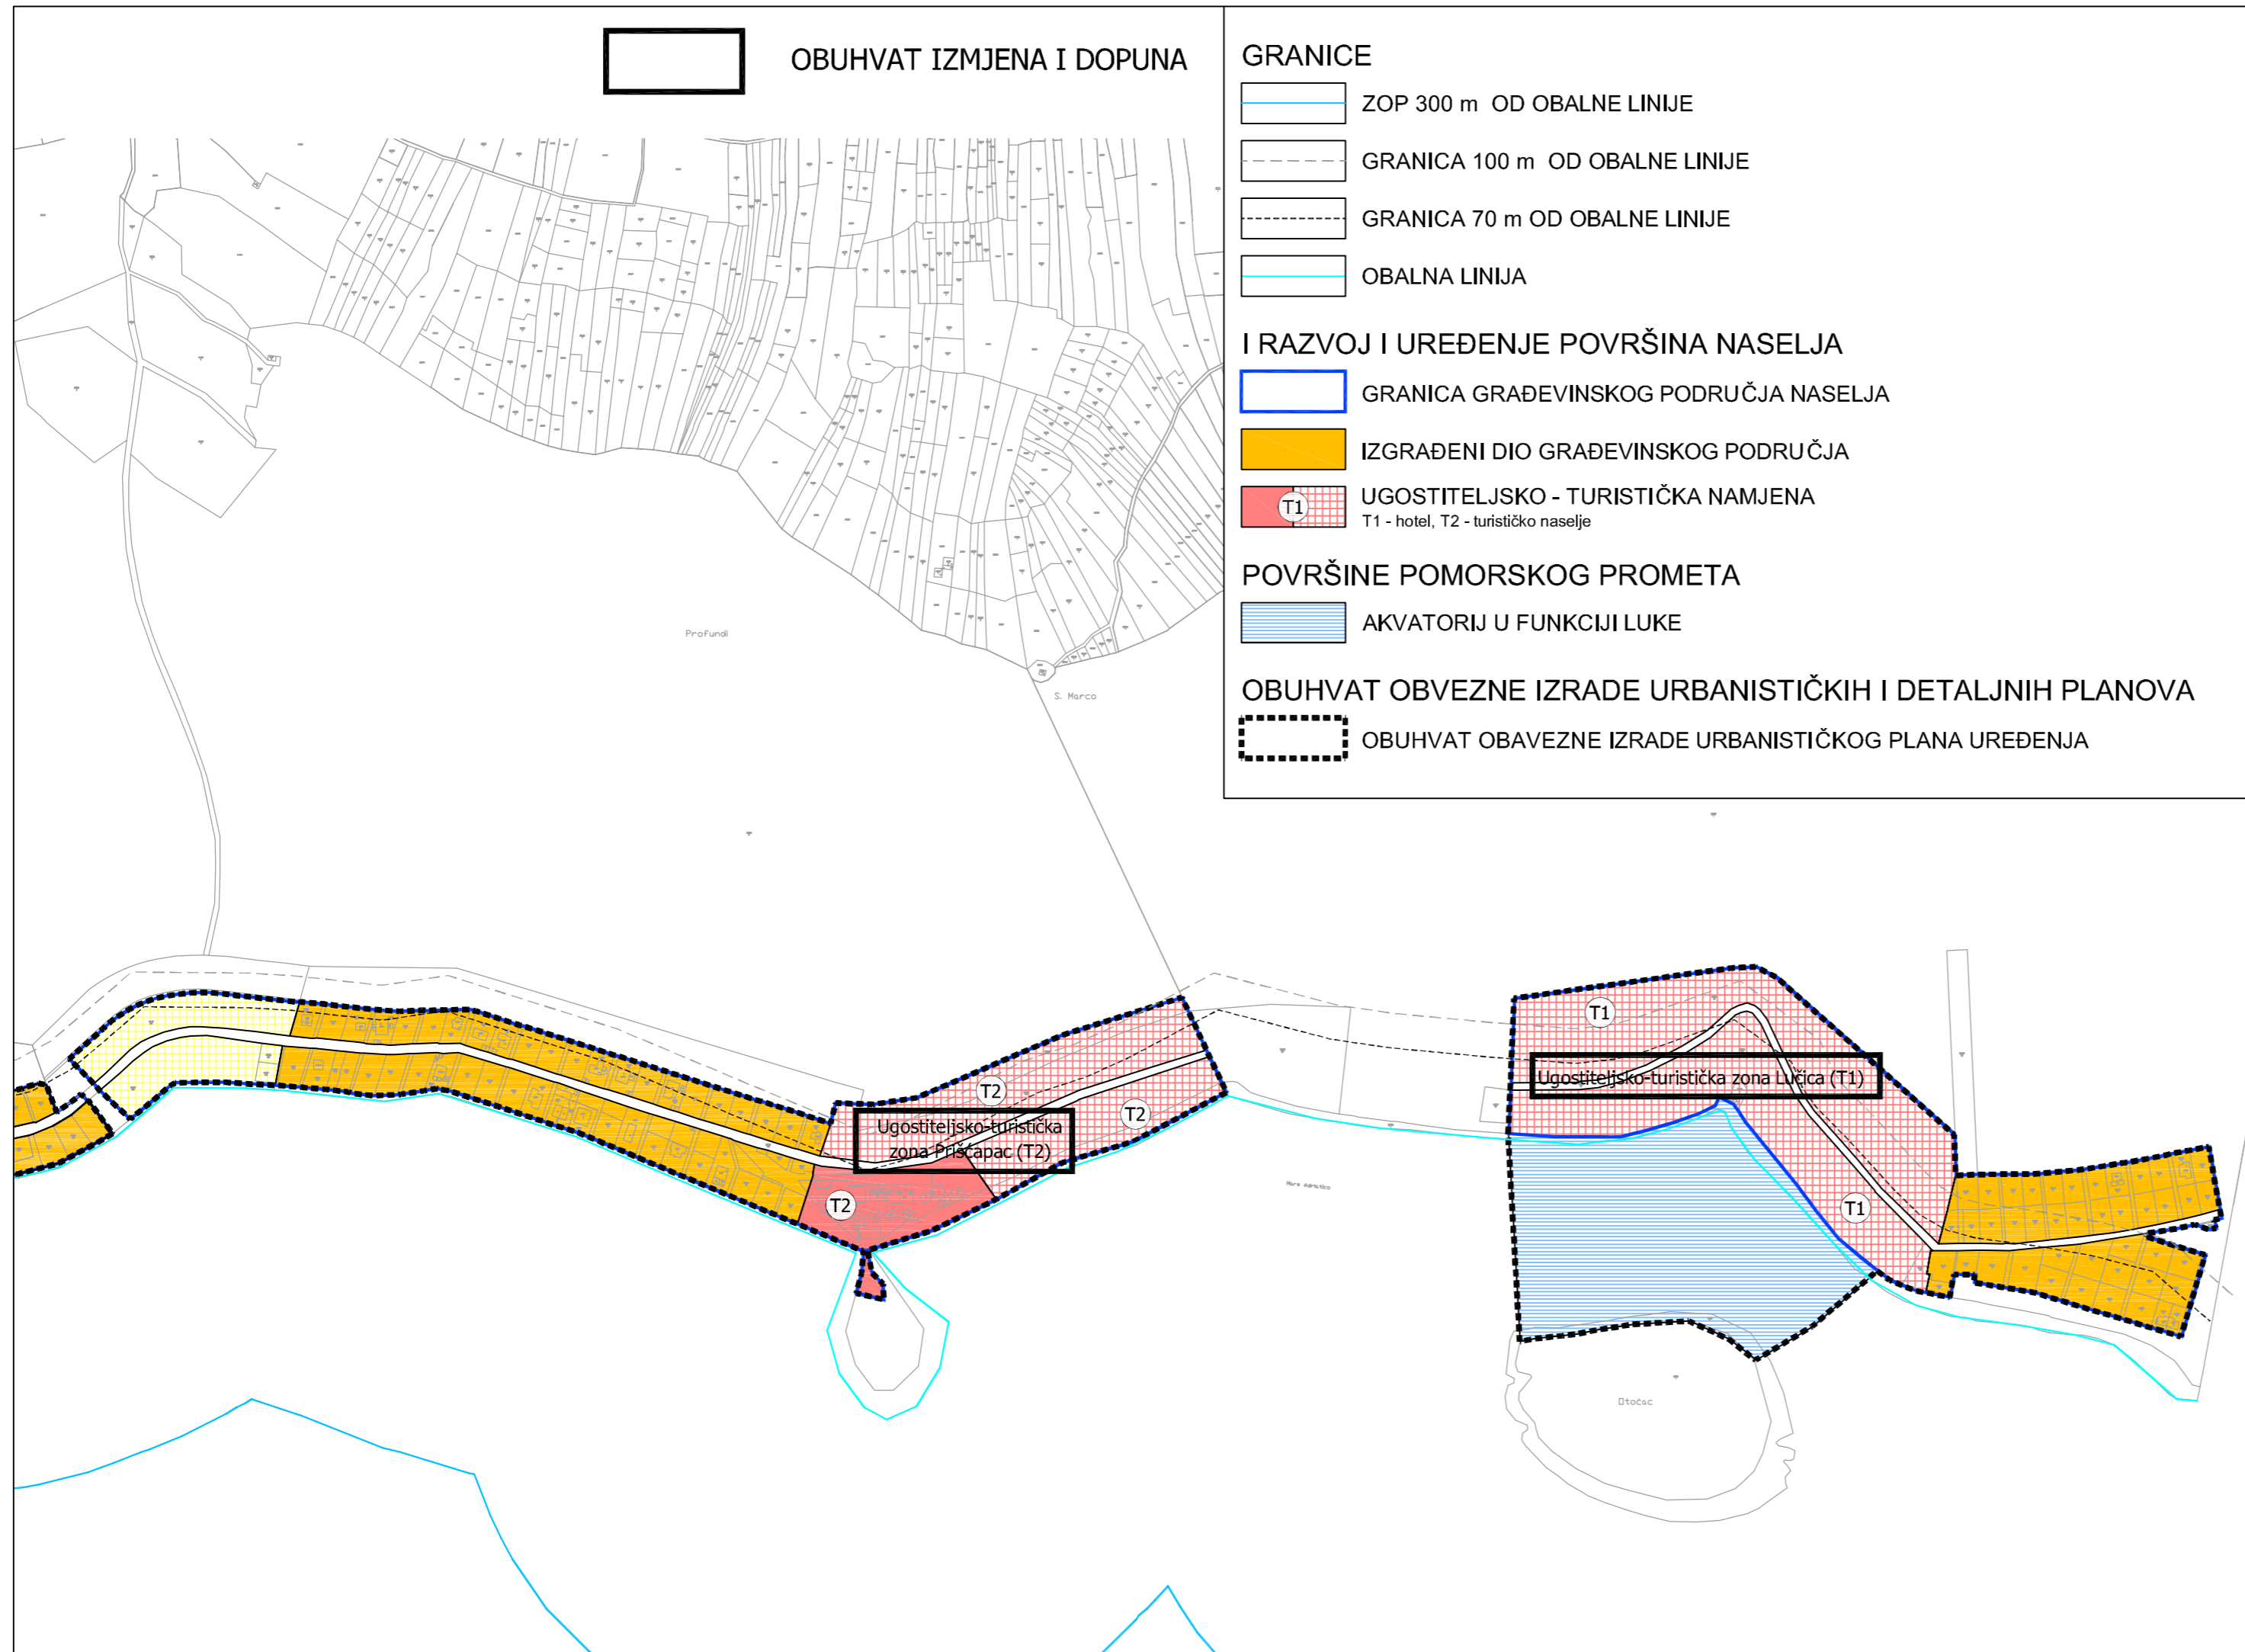 OBUHVAT IZMJENA I DOPUNA
GRANICE
ZOP 300 m OD OBALNE LINIJE
GRANICA 100 m OD OBALNE LINIJE
GRANICA 70 m OD OBALNE LINIJE
OBALNA LINIJA
I RAZVOJ I UREĐENJE POVRŠINA NASELJA
GRANICA GRAĐEVINSKOG PODRUČJA NASELJA
IZGRAĐENI DIO GRAĐEVINSKOG PODRUČJA
T1
UGOSTITELJSKO - TURISTIČKA NAMJENA
T1 - hotel, T2 - turističko naselje
POVRŠINE POMORSKOG PROMETA
AKVATORIJ U FUNKCIJI LUKE
OBUHVAT OBVEZNE IZRADE URBANISTIČKIH I DETALJNIH PLANOVA
OBUHVAT OBAVEZNE IZRADE URBANISTIČKOG PLANA UREĐENJA
Profundi
S. Marco
T1
Ugostiteljsko-turistička zona Lučica (T1)
T2
T2
Ugostiteljsko-turistička
zona Prišćapac (T2)
Mare Adriatico
T2
T1
Otočac